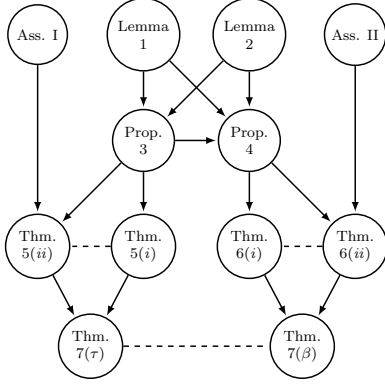 Ass. I
Lemma
1
Lemma
2
Ass. II
Prop.
3
Prop.
4
Thm.
5(ii)
Thm.
5(i)
Thm.
6(i)
Thm.
6(ii)
Thm.
7(τ)
Thm.
7(β)